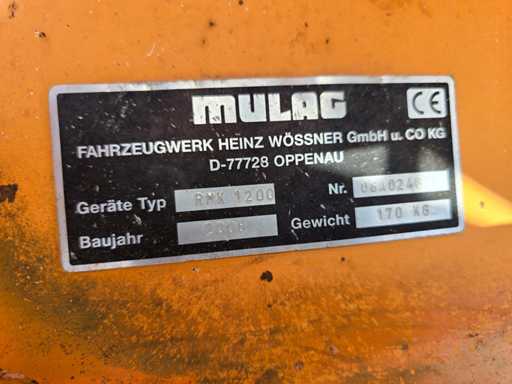 MULAG
CE
FAHRZEUGWERK HEINZ WÖSSNER GmbH u. CO KG
D-77728 OPPENAU
Geräte Typ RMK 1200 Nr.
Baujahr Gewicht 170 KG